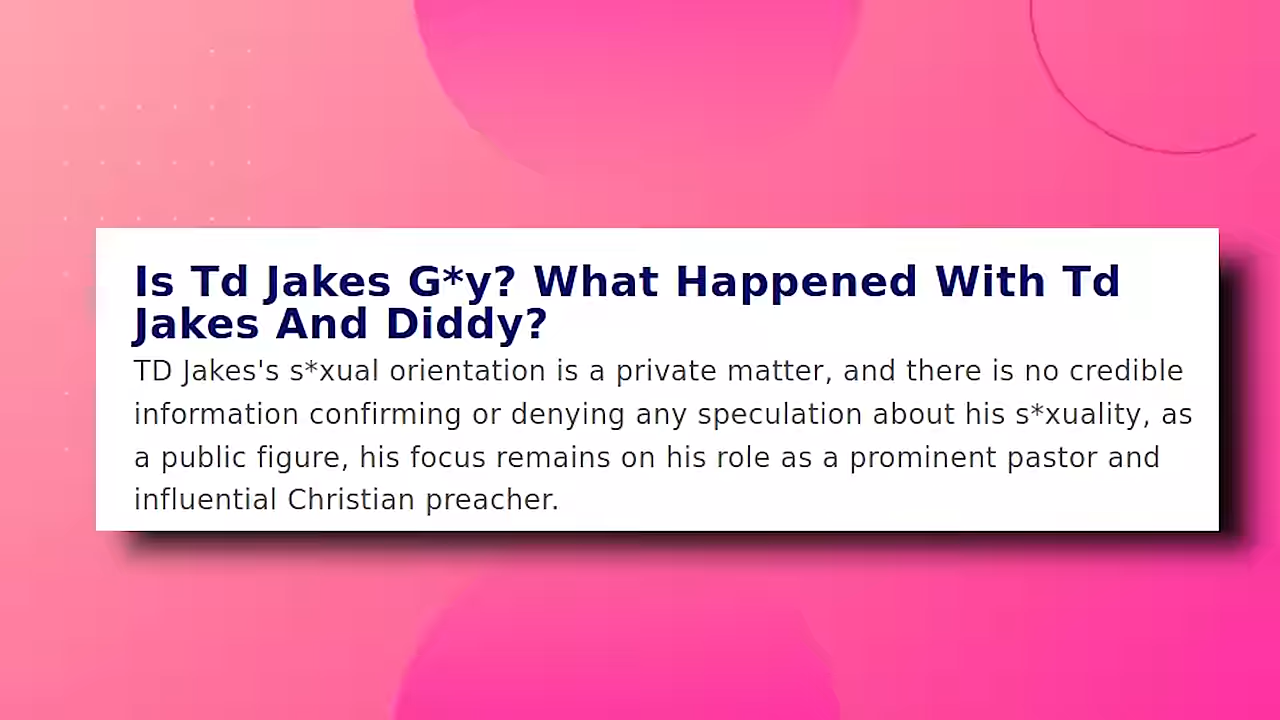 Is Td Jakes G*y? What Happened With Td
Jakes And Diddy?
TD Jakes's s*xual orientation is a private matter, and there is no credible
information confirming or denying any speculation about his s*xuality, as
a public figure, his focus remains on his role as a prominent pastor and
influential Christian preacher.